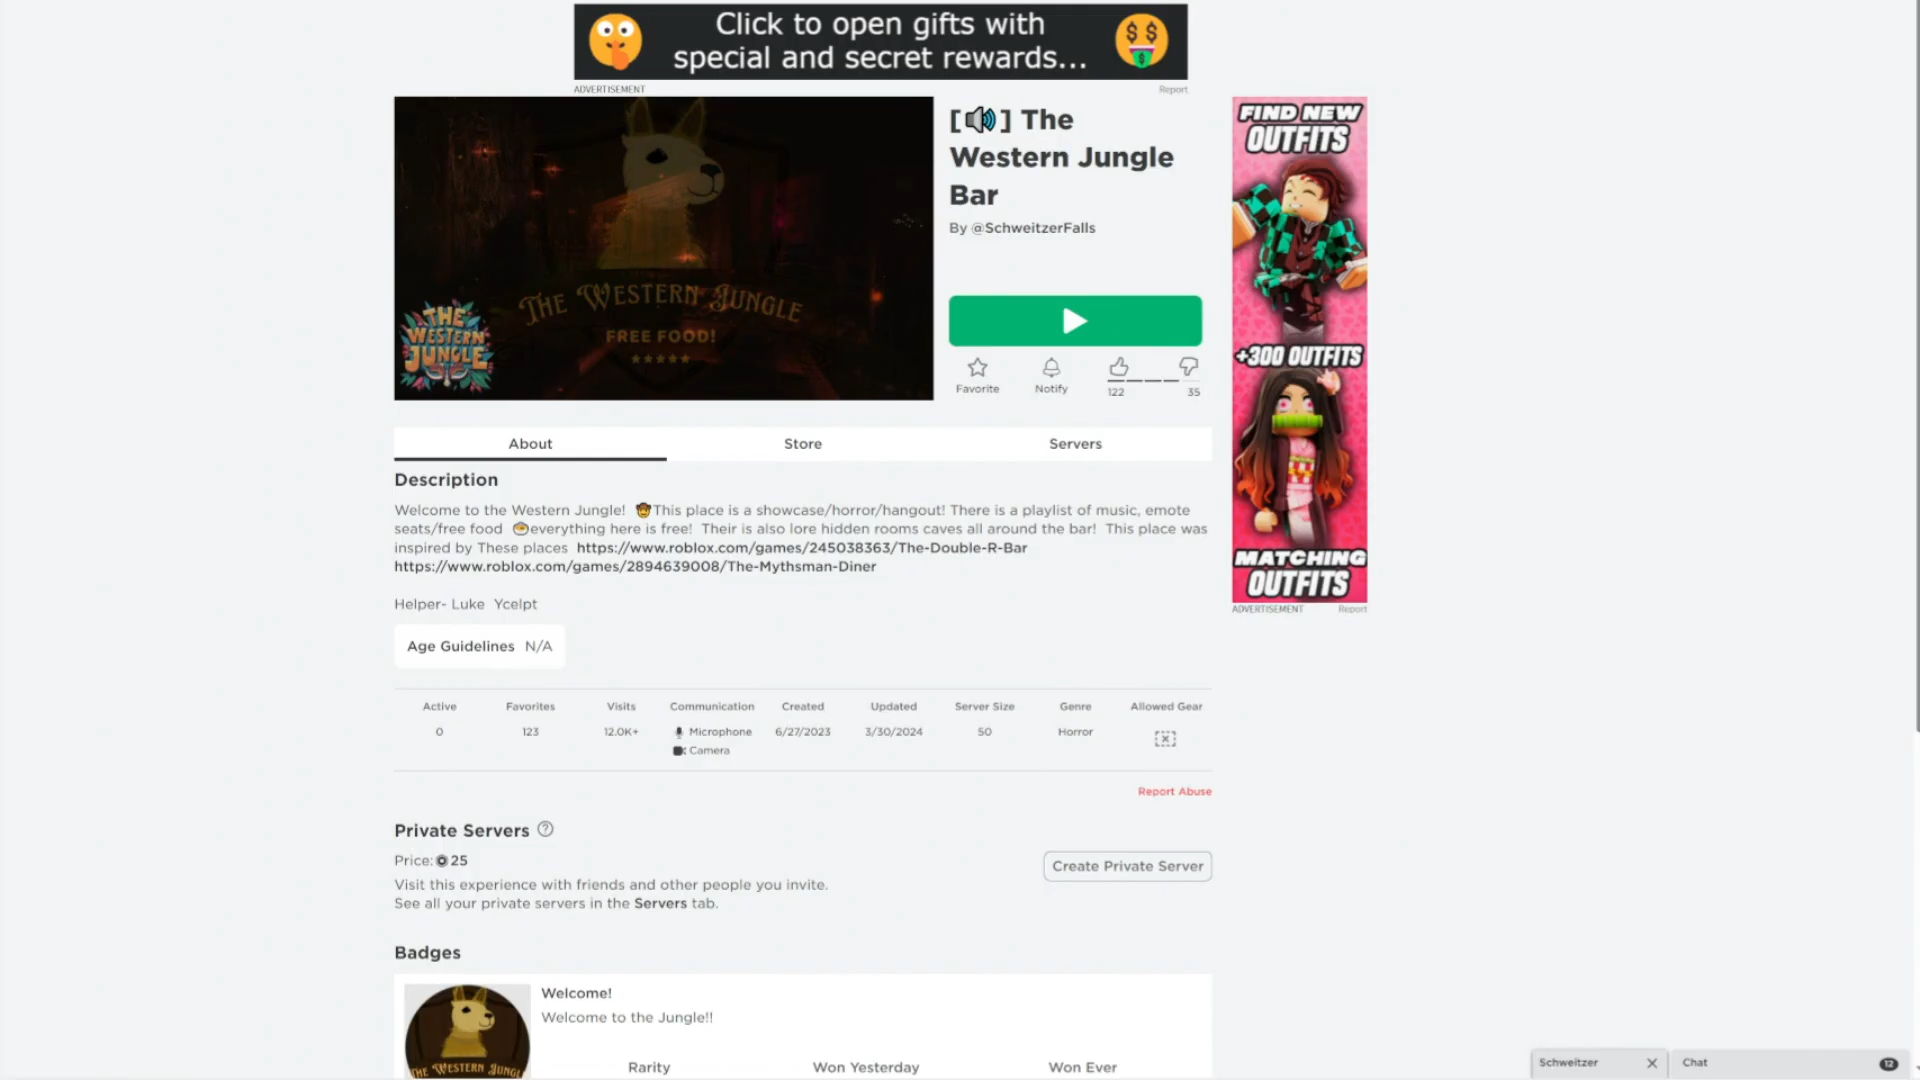 Click to open gifts with
special and secret rewards...
ADVERTISEMENT Report
THE WESTERN JUNGLE
FREE FOOD!
THE
WESTERN
JUNGLE
[🔊] The
Western Jungle
Bar
By @SchweitzerFalls
Favorite Notify 122 35
FIND NEW
OUTFITS
+300 OUTFITS
MATCHING
OUTFITS
ADVERTISEMENT Report
About Store Servers
Description
Welcome to the Western Jungle! 🤠This place is a showcase/horror/hangout! There is a playlist of music, emote
seats/free food 🍲everything here is free! Their is also lore hidden rooms caves all around the bar! This place was
inspired by These places https://www.roblox.com/games/245038363/The-Double-R-Bar
https://www.roblox.com/games/2894639008/The-Mythsman-Diner
Helper- Luke Ycelpt
Age Guidelines N/A
Active Favorites Visits Communication Created Updated Server Size Genre Allowed Gear
0 123 12.0K+ Microphone 6/27/2023 3/30/2024 50 Horror
Camera
Report Abuse
Private Servers
Price: 25
Create Private Server
Visit this experience with friends and other people you invite.
See all your private servers in the Servers tab.
Badges
Welcome!
Welcome to the Jungle!!
THE WESTERN JUNGL
Rarity Won Yesterday Won Ever
Schweitzer Chat 12